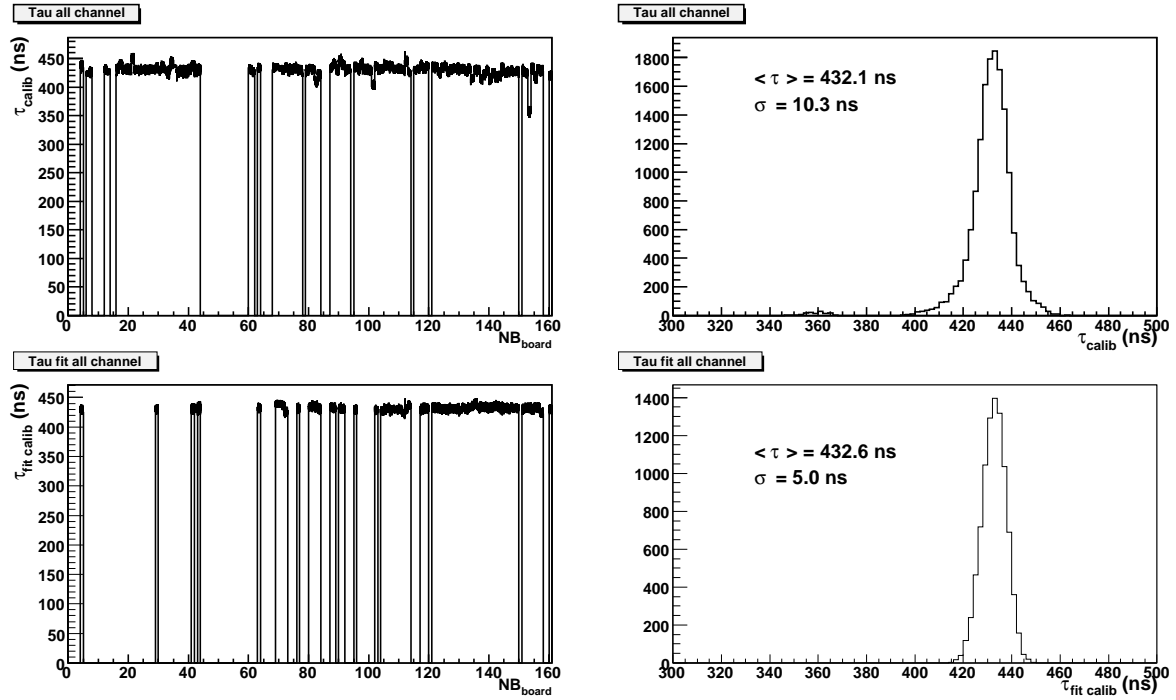 Tau all channel
τcalib (ns)
450
400
350
300
250
200
150
100
50
0
0 20 40 60 80 100 120 140 160
NBboard
Tau all channel
1800
1600
1400
1200
1000
800
600
400
200
0
< τ > = 432.1 ns
σ = 10.3 ns
300 320 340 360 380 400 420 440 460 480 500
τcalib (ns)
Tau fit all channel
τfit calib (ns)
450
400
350
300
250
200
150
100
50
0
0 20 40 60 80 100 120 140 160
NBboard
Tau fit all channel
1400
1200
1000
800
600
400
200
0
< τ > = 432.6 ns
σ = 5.0 ns
300 320 340 360 380 400 420 440 460 480 500
τfit calib (ns)